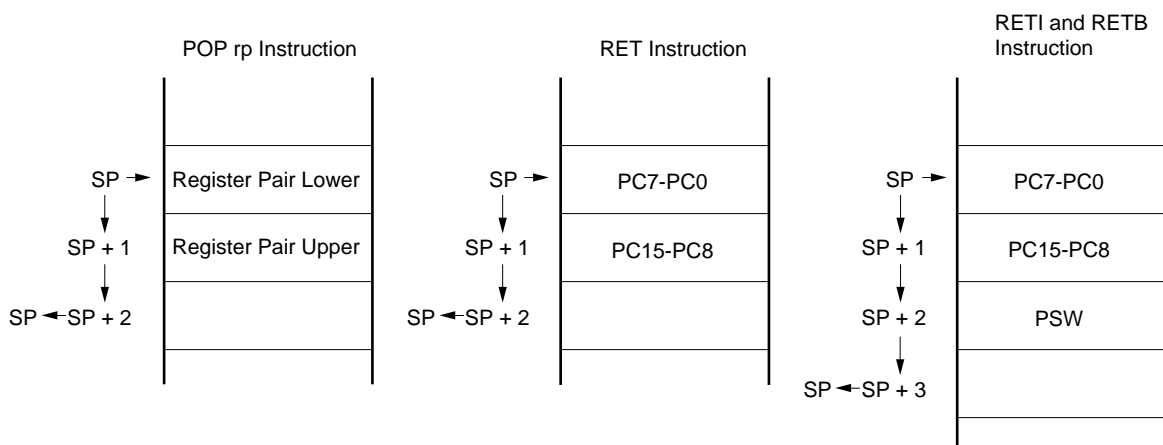 POP rp Instruction
SP
Register Pair Lower
SP + 1
Register Pair Upper
SP
SP + 2
RET Instruction
SP
PC7-PC0
SP + 1
PC15-PC8
SP
SP + 2
RETI and RETB
Instruction
SP
PC7-PC0
SP + 1
PC15-PC8
SP + 2
PSW
SP
SP + 3